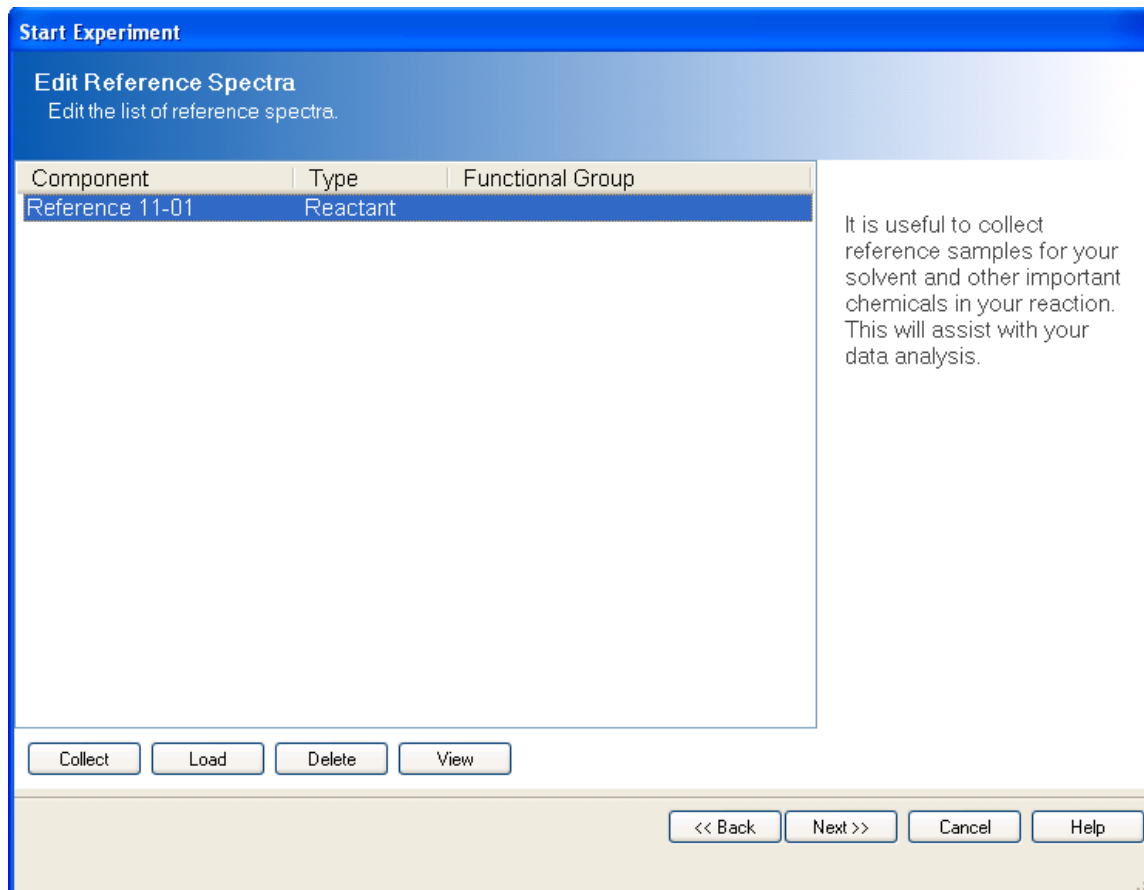 Start Experiment
Edit Reference Spectra
Edit the list of reference spectra.
Component Type Functional Group
Reference 11-01 Reactant
It is useful to collect
reference samples for your
solvent and other important
chemicals in your reaction.
This will assist with your
data analysis.
Collect Load Delete View
<< Back Next >> Cancel Help